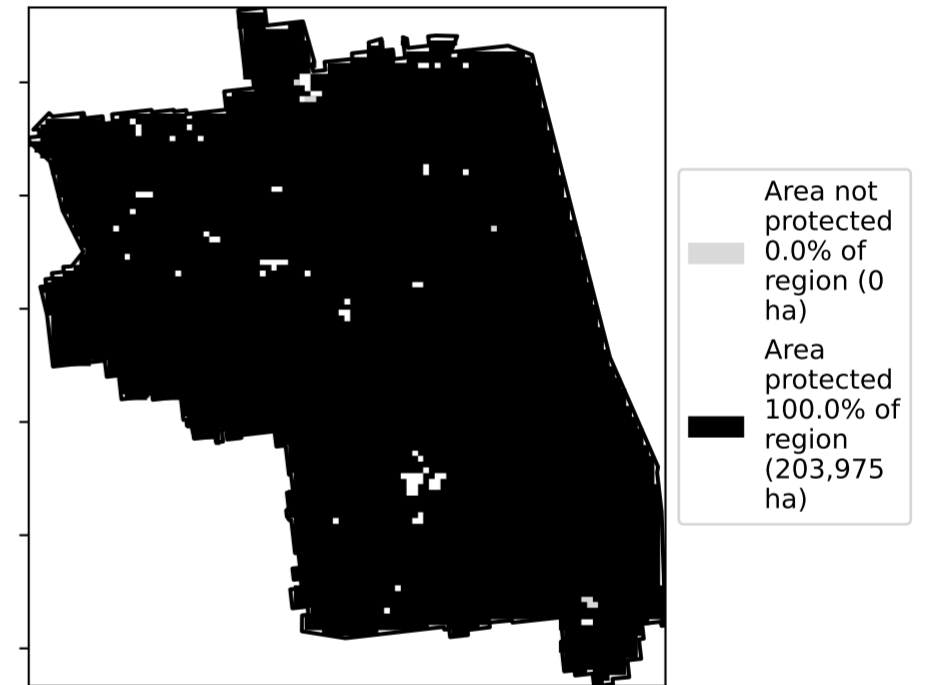 Area not
protected
0.0% of
region (0
ha)
Area
protected
100.0% of
region
(203,975
ha)